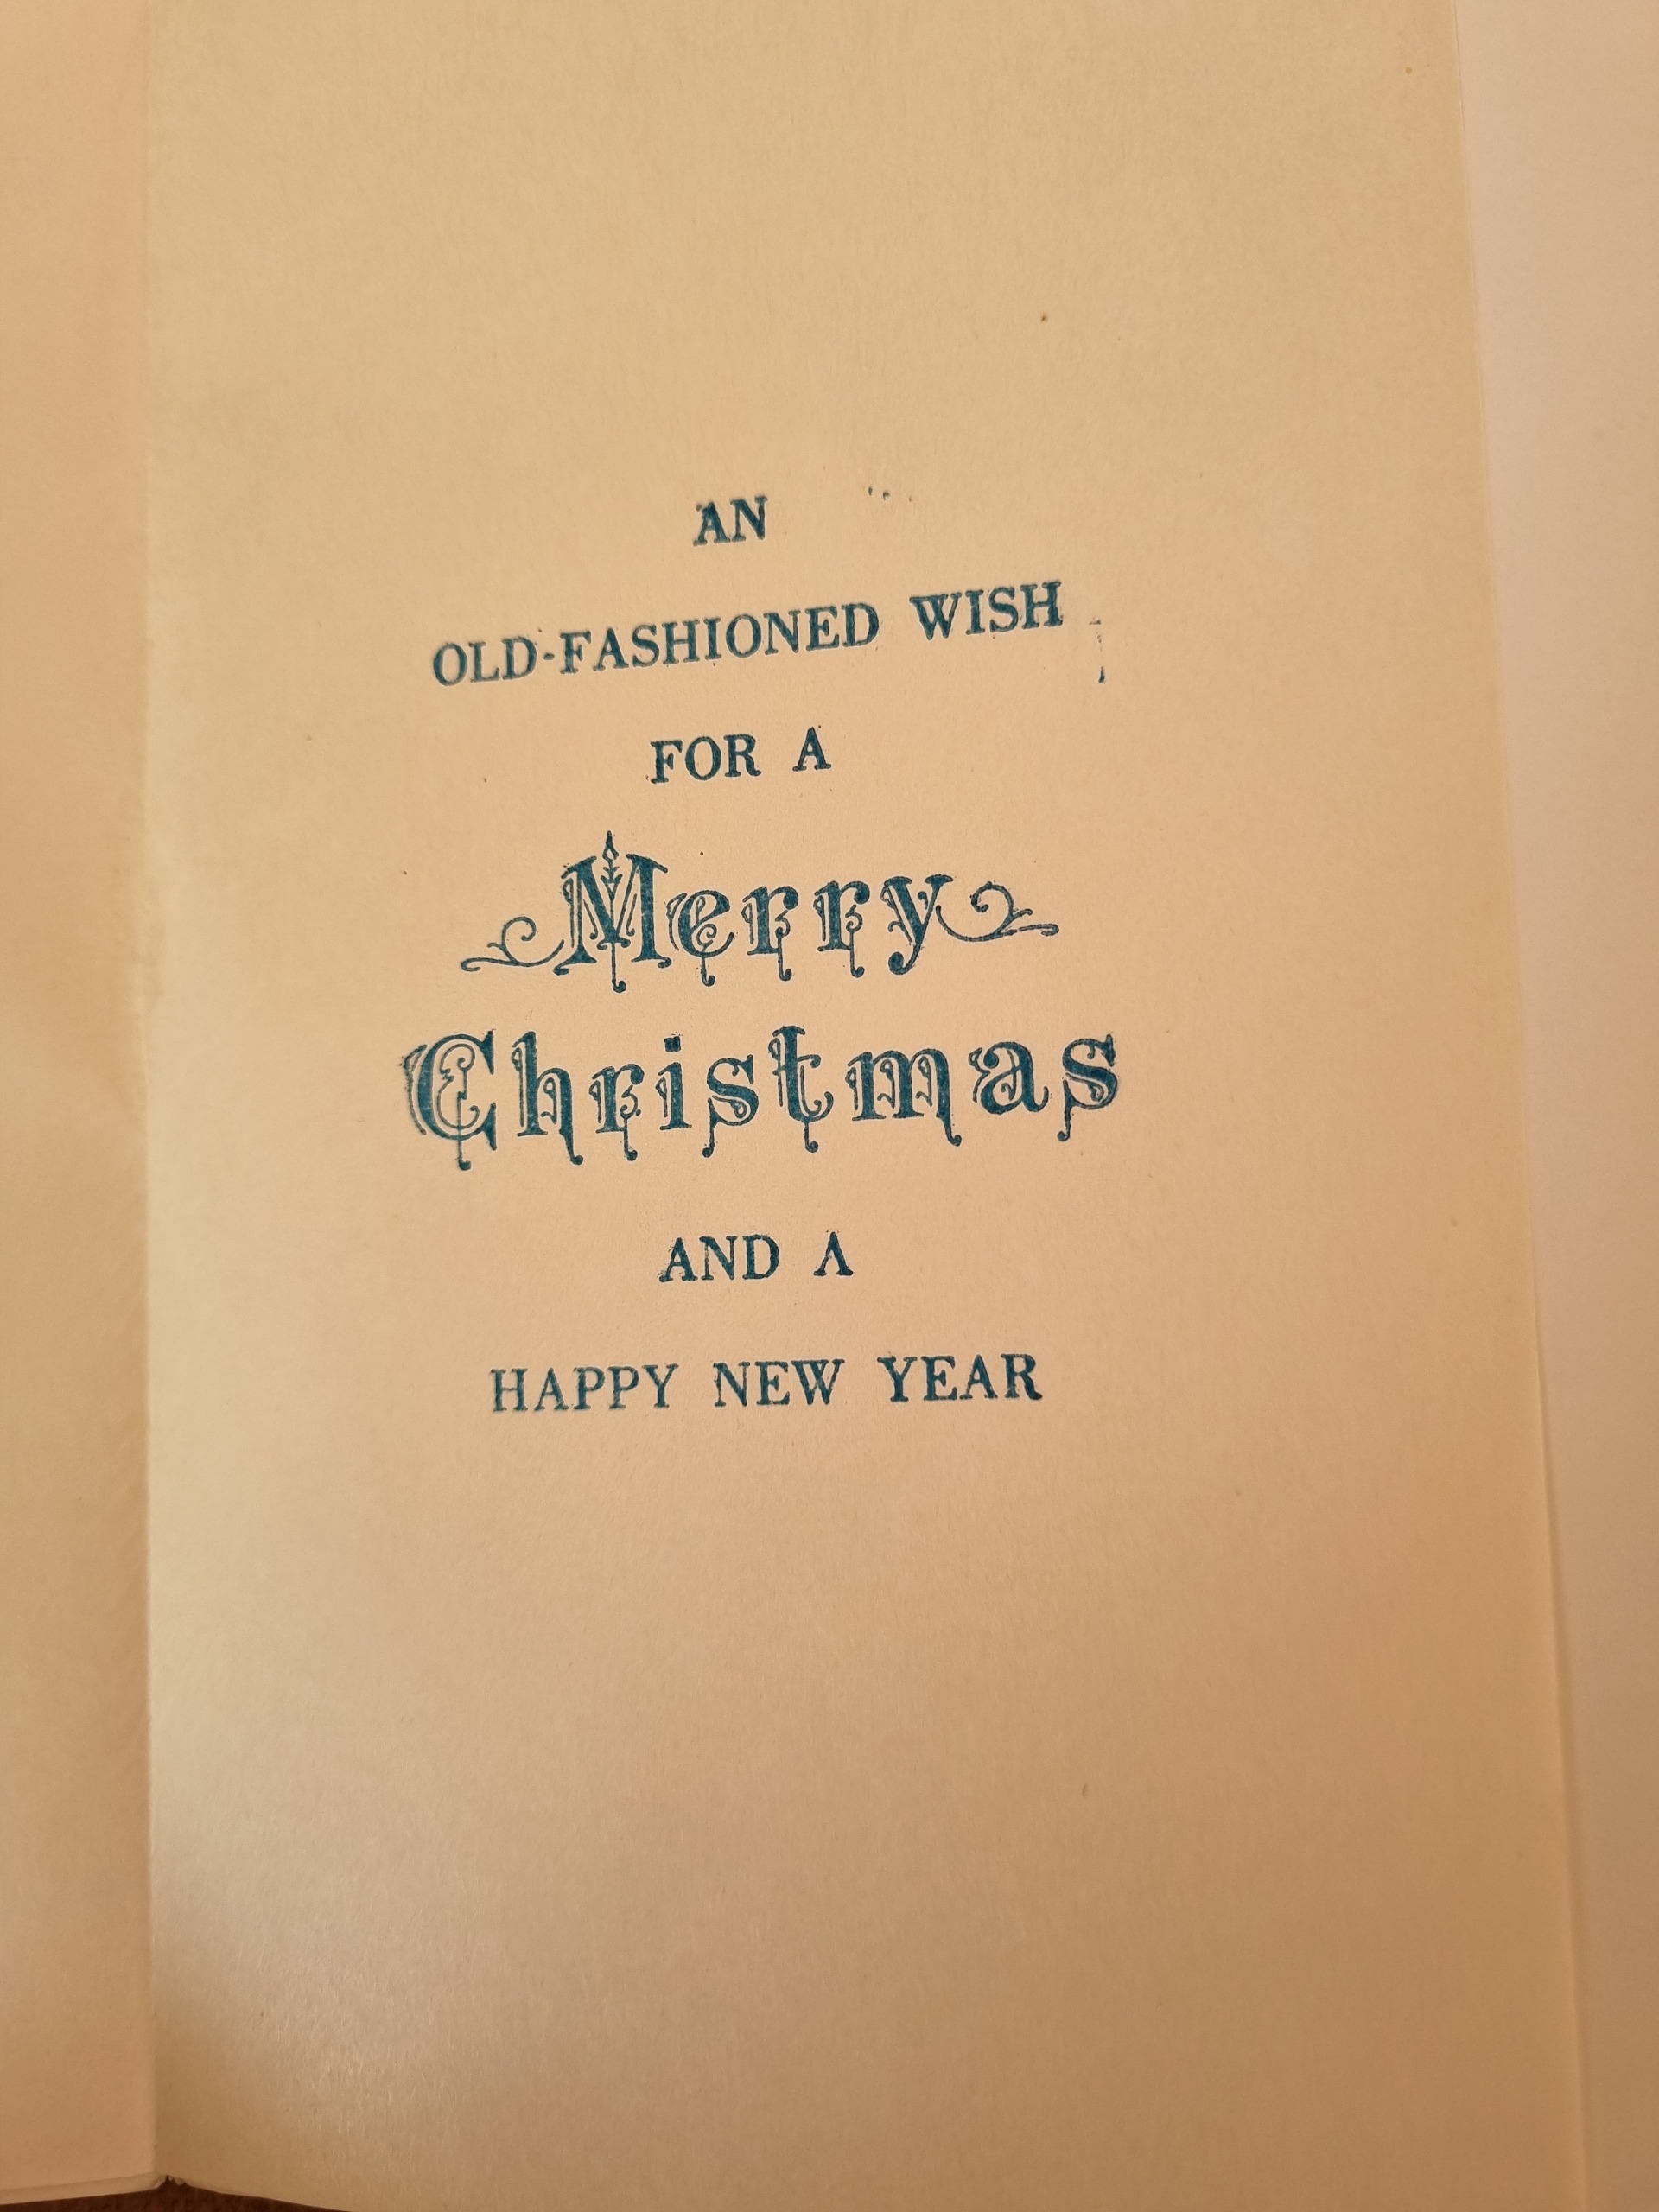 AN
OLD-FASHIONED WISH
FOR A
Merry
Christmas
AND A
HAPPY NEW YEAR